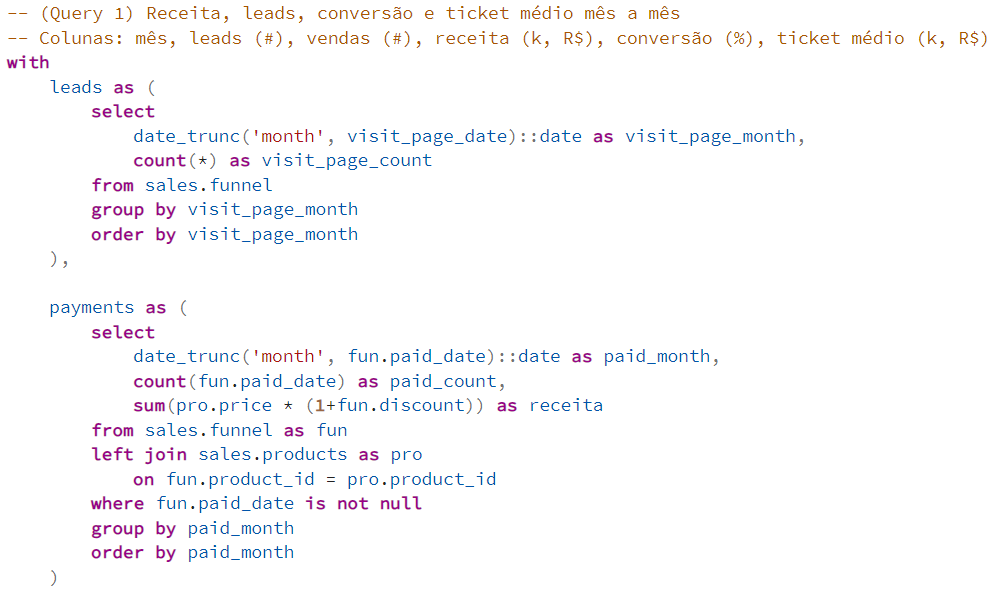 -- (Query 1) Receita, leads, conversão e ticket médio mês a mês
-- Colunas: mês, leads (#), vendas (#), receita (k, R$), conversão (%), ticket médio (k, R$)
with
    leads as (
        select
            date_trunc('month', visit_page_date)::date as visit_page_month,
            count(*) as visit_page_count
        from sales.funnel
        group by visit_page_month
        order by visit_page_month
    ),

    payments as (
        select
            date_trunc('month', fun.paid_date)::date as paid_month,
            count(fun.paid_date) as paid_count,
            sum(pro.price * (1+fun.discount)) as receita
        from sales.funnel as fun
        left join sales.products as pro
            on fun.product_id = pro.product_id
        where fun.paid_date is not null
        group by paid_month
        order by paid_month
    )